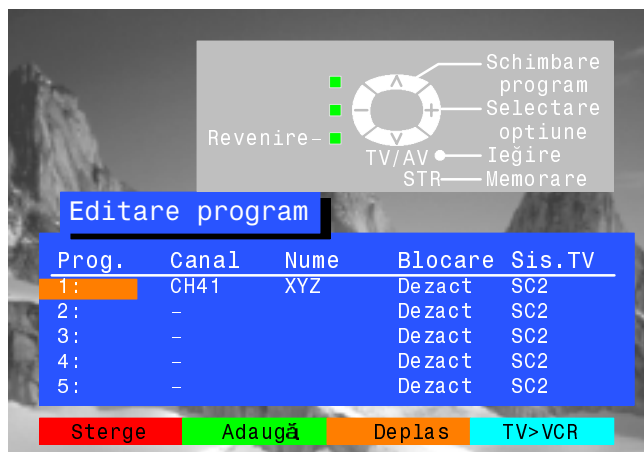 Schimbare
program
Selectare
optiune
Revenire
TV/AV Ieğire
STR Memorare
Editare program
Prog. Canal Nume Blocare Sis.TV
1: CH41 XYZ Dezact SC2
2: – Dezact SC2
3: – Dezact SC2
4: – Dezact SC2
5: – Dezact SC2
Sterge Adaugă Deplas TV>VCR